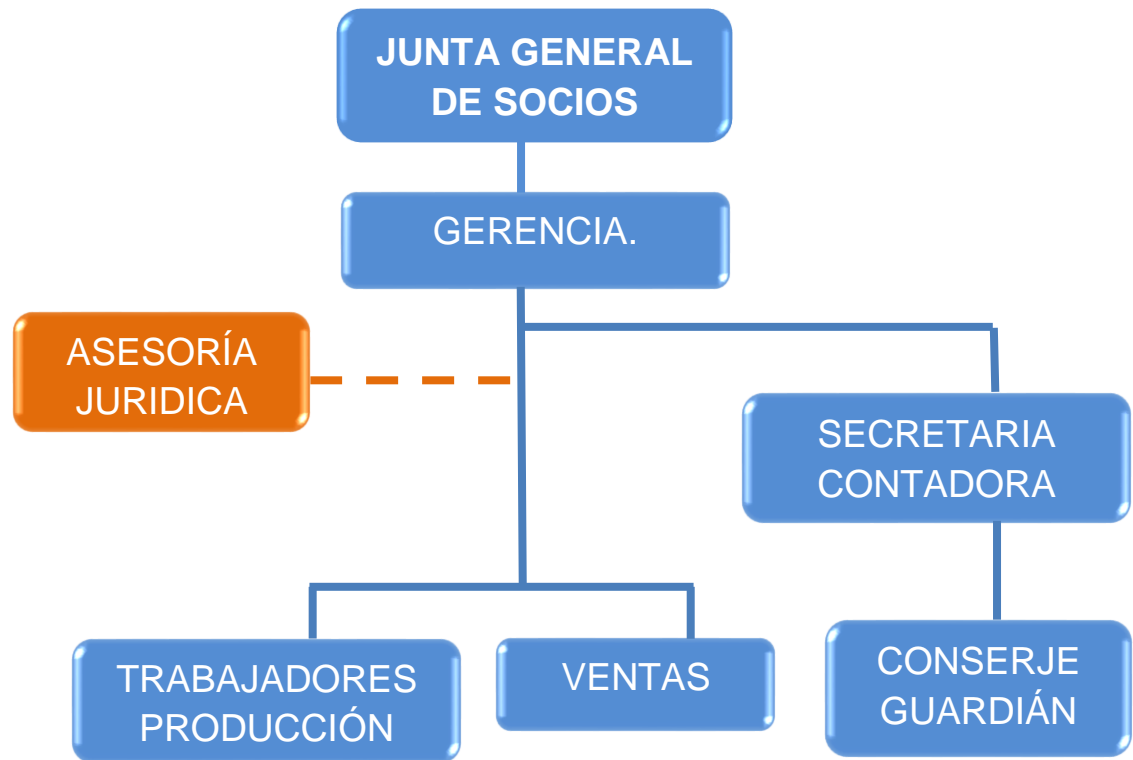 JUNTA GENERAL
DE SOCIOS
GERENCIA.
ASESORÍA
JURIDICA
SECRETARIA
CONTADORA
TRABAJADORES
PRODUCCIÓN
VENTAS
CONSERJE
GUARDIÁN